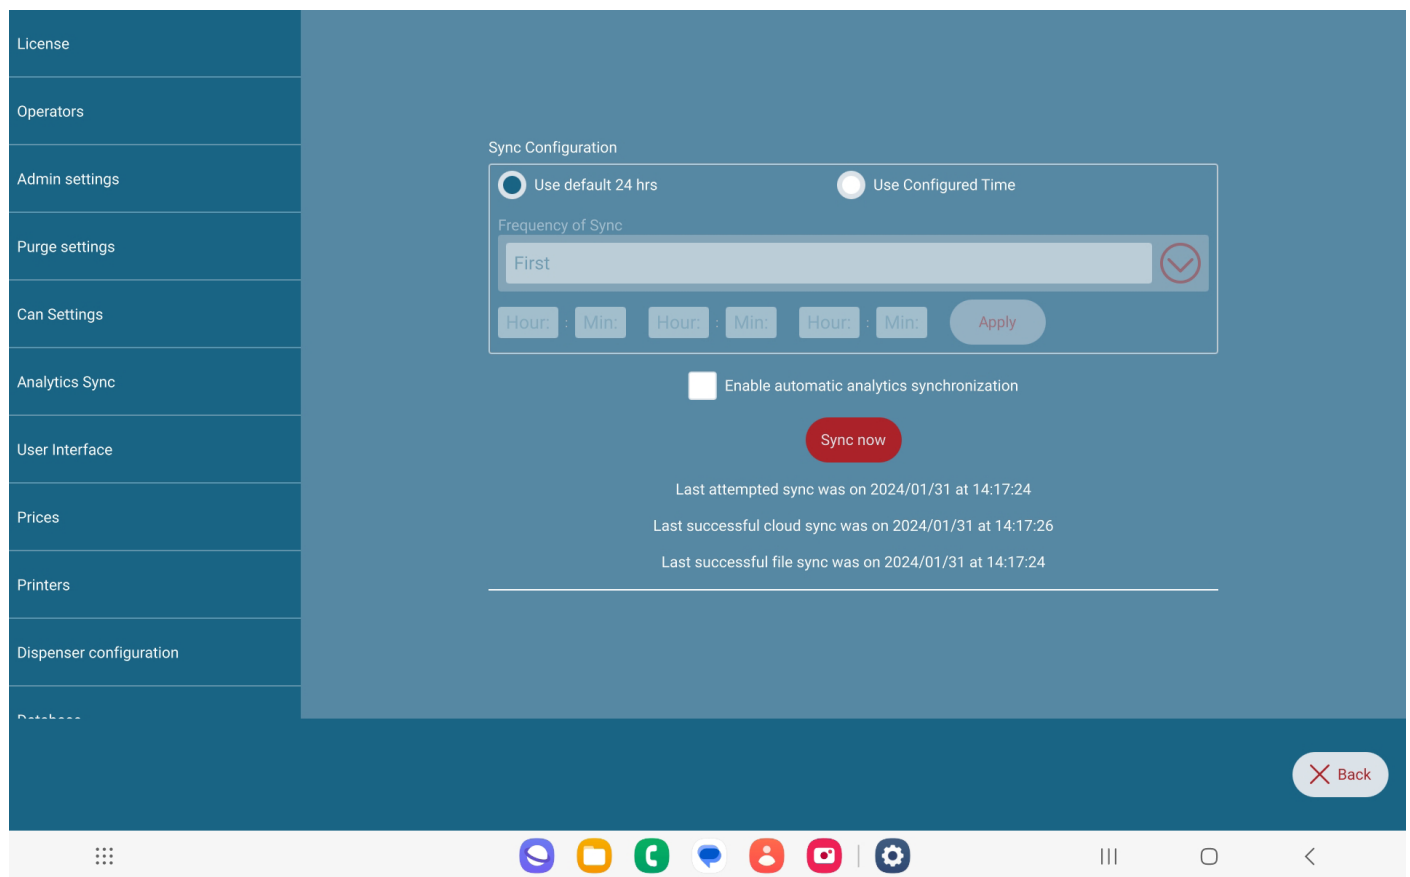 License
Operators
Admin settings
Purge settings
Can Settings
Analytics Sync
User Interface
Prices
Printers
Dispenser configuration
Database
Sync Configuration
Use default 24 hrs Use Configured Time
Frequency of Sync
First
Hour: : Min: Hour: : Min: Hour: : Min: Apply
Enable automatic analytics synchronization
Sync now
Last attempted sync was on 2024/01/31 at 14:17:24
Last successful cloud sync was on 2024/01/31 at 14:17:26
Last successful file sync was on 2024/01/31 at 14:17:24
Back